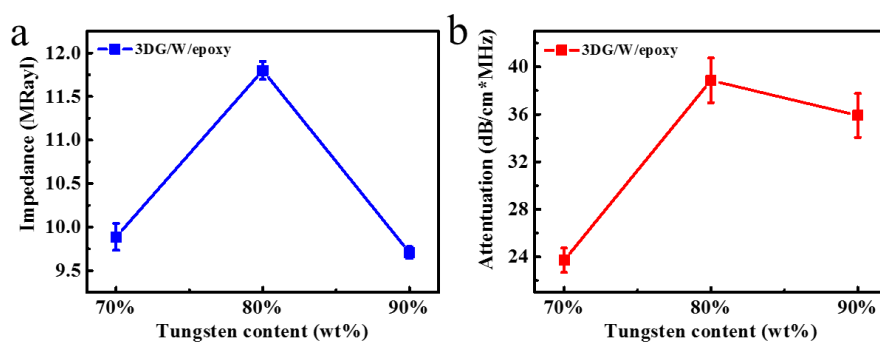 a
3DG/W/epoxy
Impedance (MRayl)
12.0
11.5
11.0
10.5
10.0
9.5
70%
80%
90%
Tungsten content (wt%)
b
3DG/W/epoxy
Attentuation (dB/cm*MHz)
40
36
32
28
24
70%
80%
90%
Tungsten content (wt%)